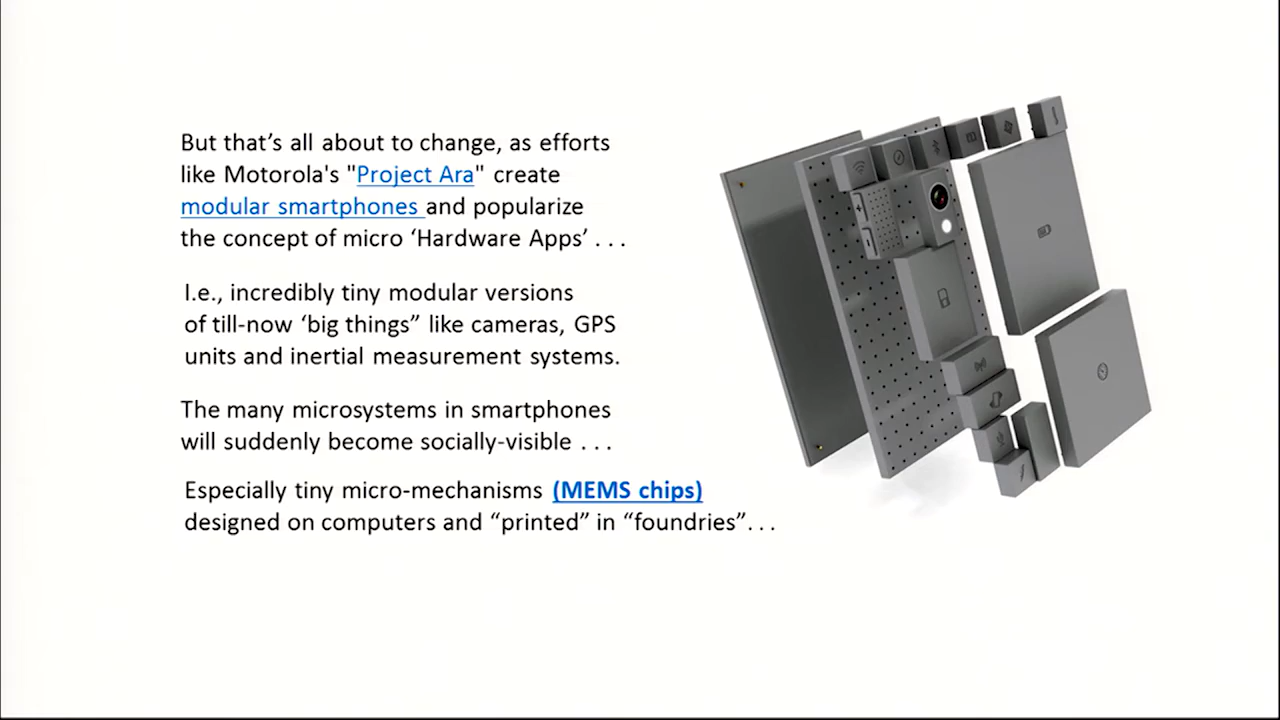 But that’s all about to change, as efforts
like Motorola's "Project Ara" create
modular smartphones and popularize
the concept of micro ‘Hardware Apps’ . . .
I.e., incredibly tiny modular versions
of till-now ‘big things” like cameras, GPS
units and inertial measurement systems.
The many microsystems in smartphones
will suddenly become socially-visible . . .
Especially tiny micro-mechanisms (MEMS chips)
designed on computers and “printed” in “foundries”. . .